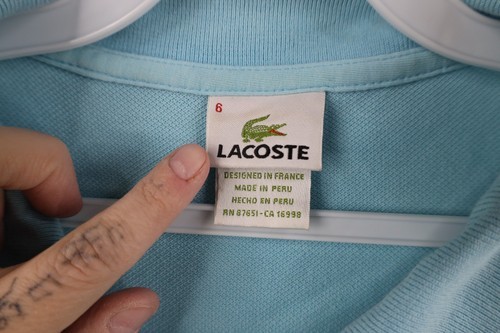 6
LACOSTE
DESIGNED IN FRANCE
MADE IN PERU
HECHO EN PERU
RN 87651-CA 16998